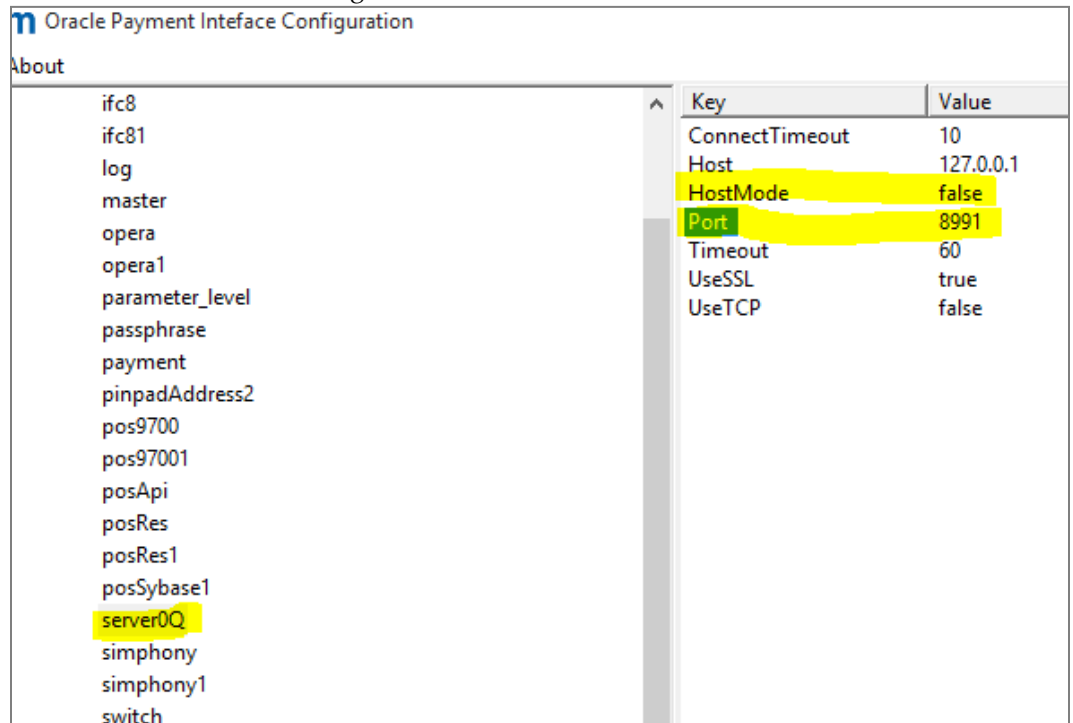 Oracle Payment Inteface Configuration
About
ifc8
ifc81
log
master
opera
opera1
parameter_level
passphrase
payment
pinpadAddress2
pos9700
pos97001
posApi
posRes
posRes1
posSybase1
server0Q
simphony
simphony1
switch
Key Value
ConnectTimeout 10
Host 127.0.0.1
HostMode false
Port 8991
Timeout 60
UseSSL true
UseTCP false